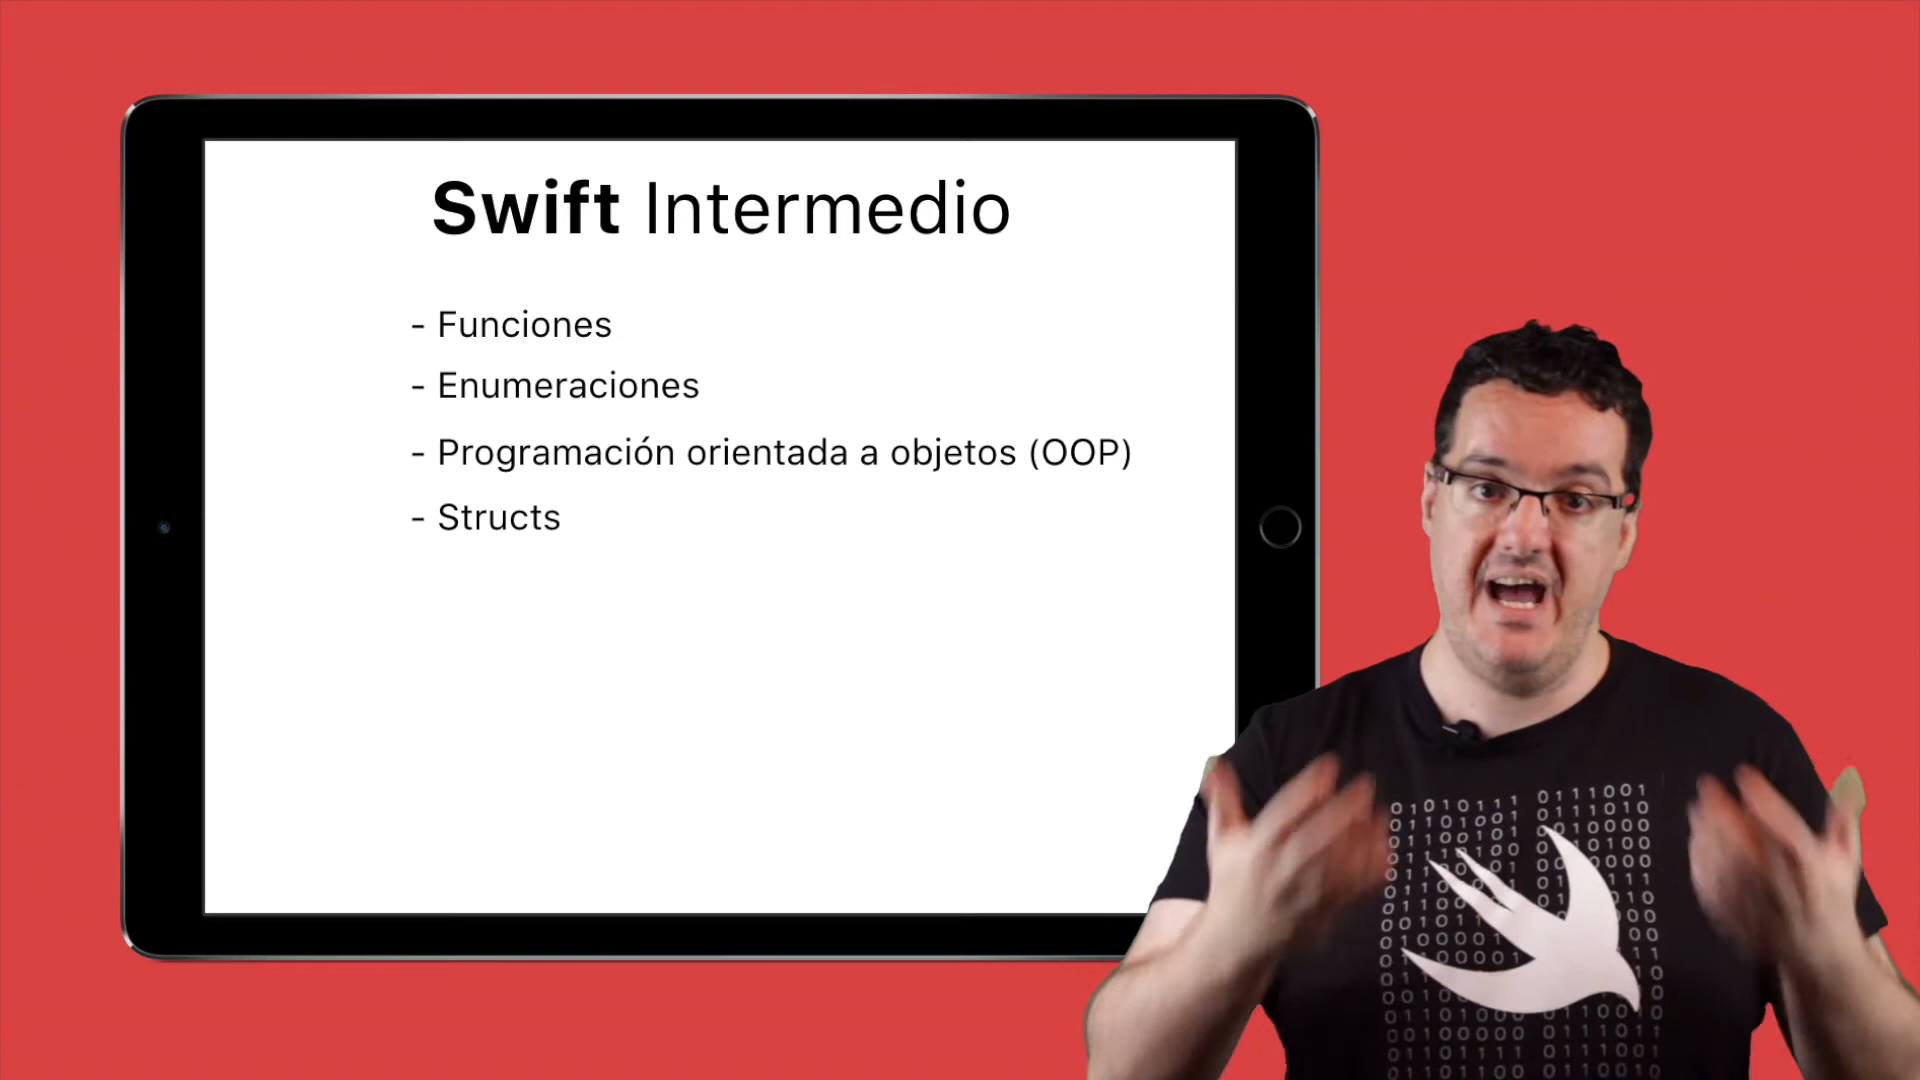 Swift Intermedio
- Funciones
- Enumeraciones
- Programación orientada a objetos (OOP)
- Structs